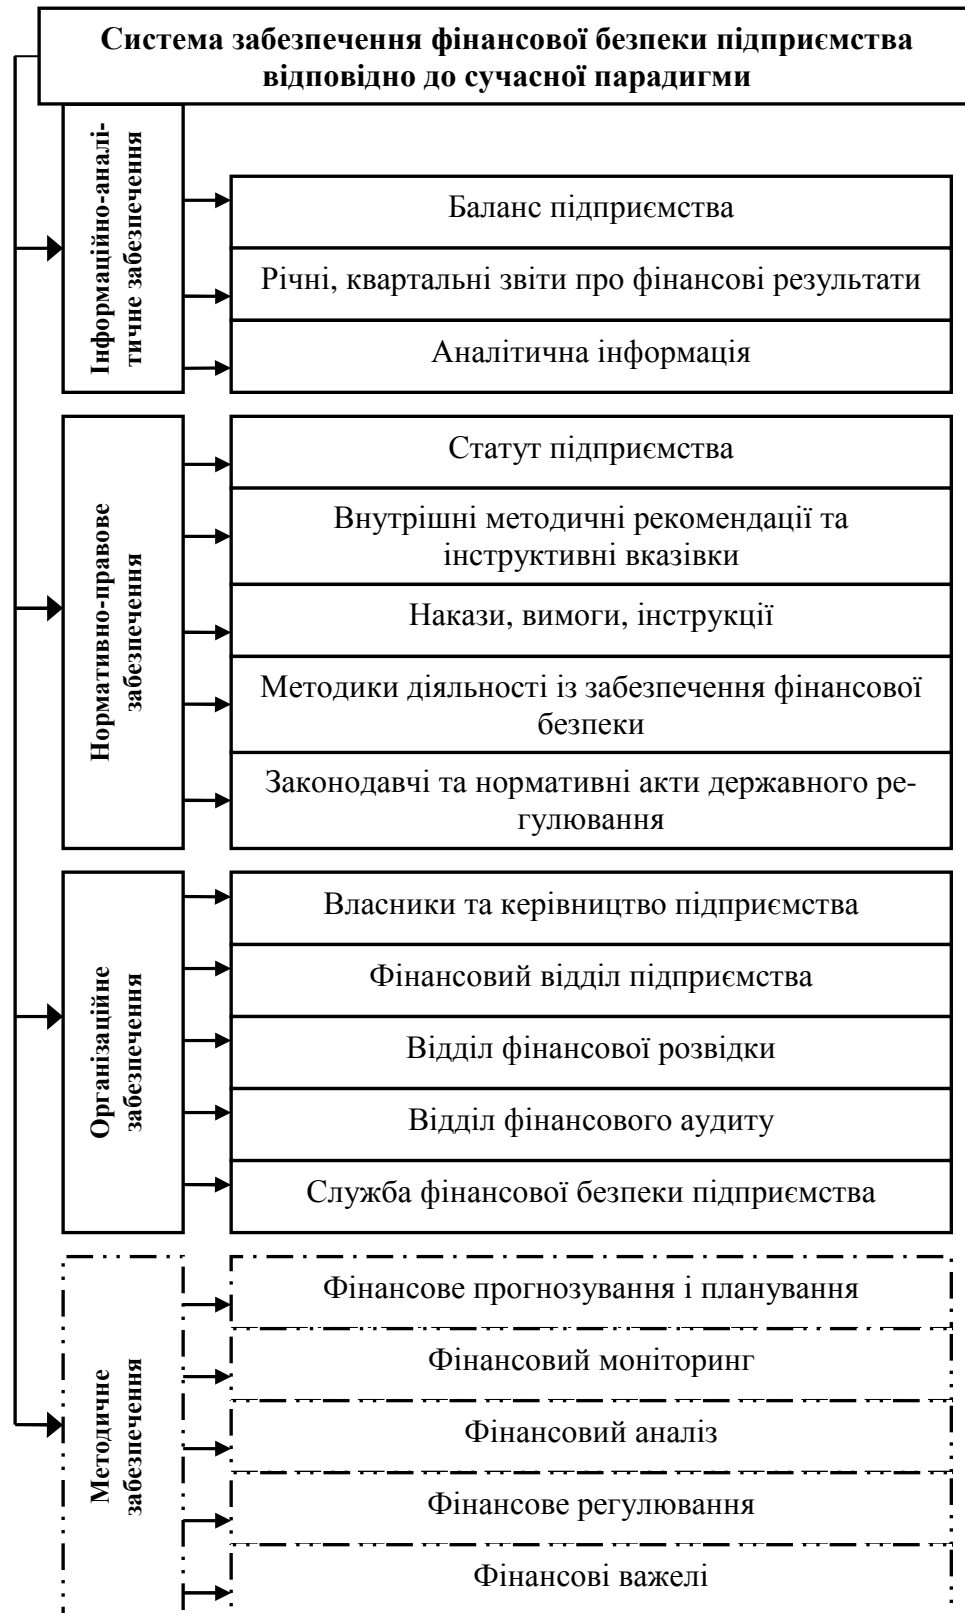 Система забезпечення фінансової безпеки підприємства
відповідно до сучасної парадигми
Інформаційно-аналі-
тичне забезпечення
Баланс підприємства
Річні, квартальні звіти про фінансові результати
Аналітична інформація
Нормативно-правове
забезпечення
Статут підприємства
Внутрішні методичні рекомендації та
інструктивні вказівки
Накази, вимоги, інструкції
Методики діяльності із забезпечення фінансової
безпеки
Законодавчі та нормативні акти державного ре-
гулювання
Організаційне
забезпечення
Власники та керівництво підприємства
Фінансовий відділ підприємства
Відділ фінансової розвідки
Відділ фінансового аудиту
Служба фінансової безпеки підприємства
Методичне
забезпечення
Фінансове прогнозування і планування
Фінансовий моніторинг
Фінансовий аналіз
Фінансове регулювання
Фінансові важелі